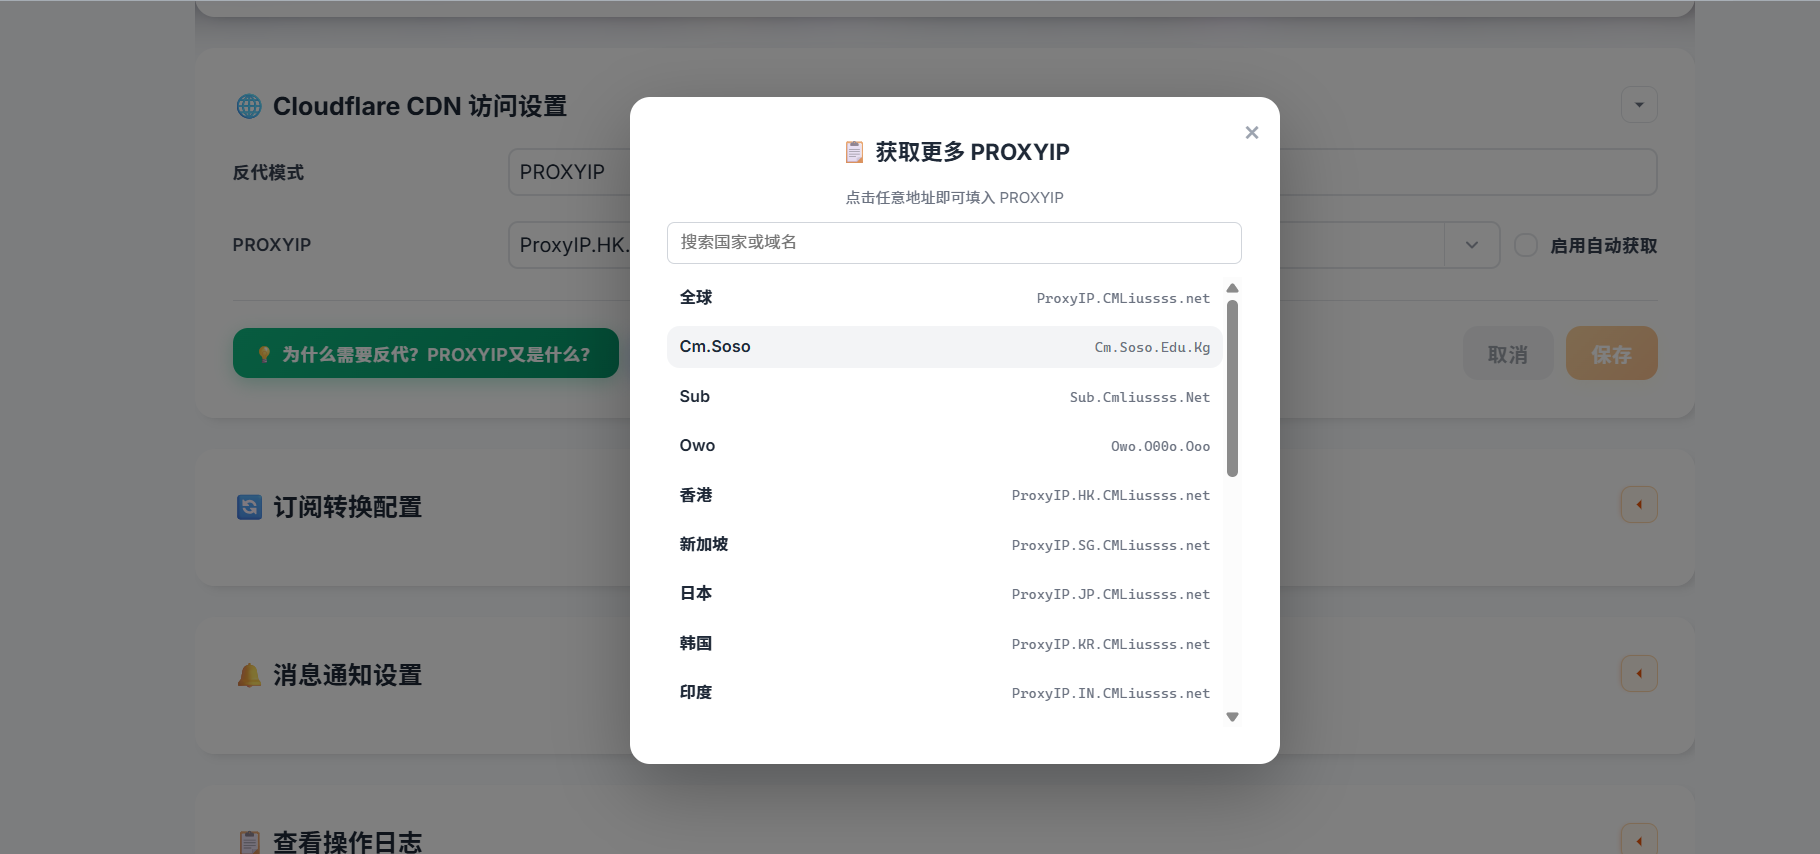 Cloudflare CDN 访问设置
反代模式
PROXYIP
PROXYIP
ProxyIP.HK.
启用自动获取
为什么需要反代？PROXYIP又是什么？
取消
保存
订阅转换配置
消息通知设置
查看操作日志
获取更多 PROXYIP
点击任意地址即可填入 PROXYIP
搜索国家或域名
全球 ProxyIP.CMLiussss.net
Cm.Soso Cm.Soso.Edu.Kg
Sub Sub.Cmliussss.Net
Owo Owo.O00o.Ooo
香港 ProxyIP.HK.CMLiussss.net
新加坡 ProxyIP.SG.CMLiussss.net
日本 ProxyIP.JP.CMLiussss.net
韩国 ProxyIP.KR.CMLiussss.net
印度 ProxyIP.IN.CMLiussss.net